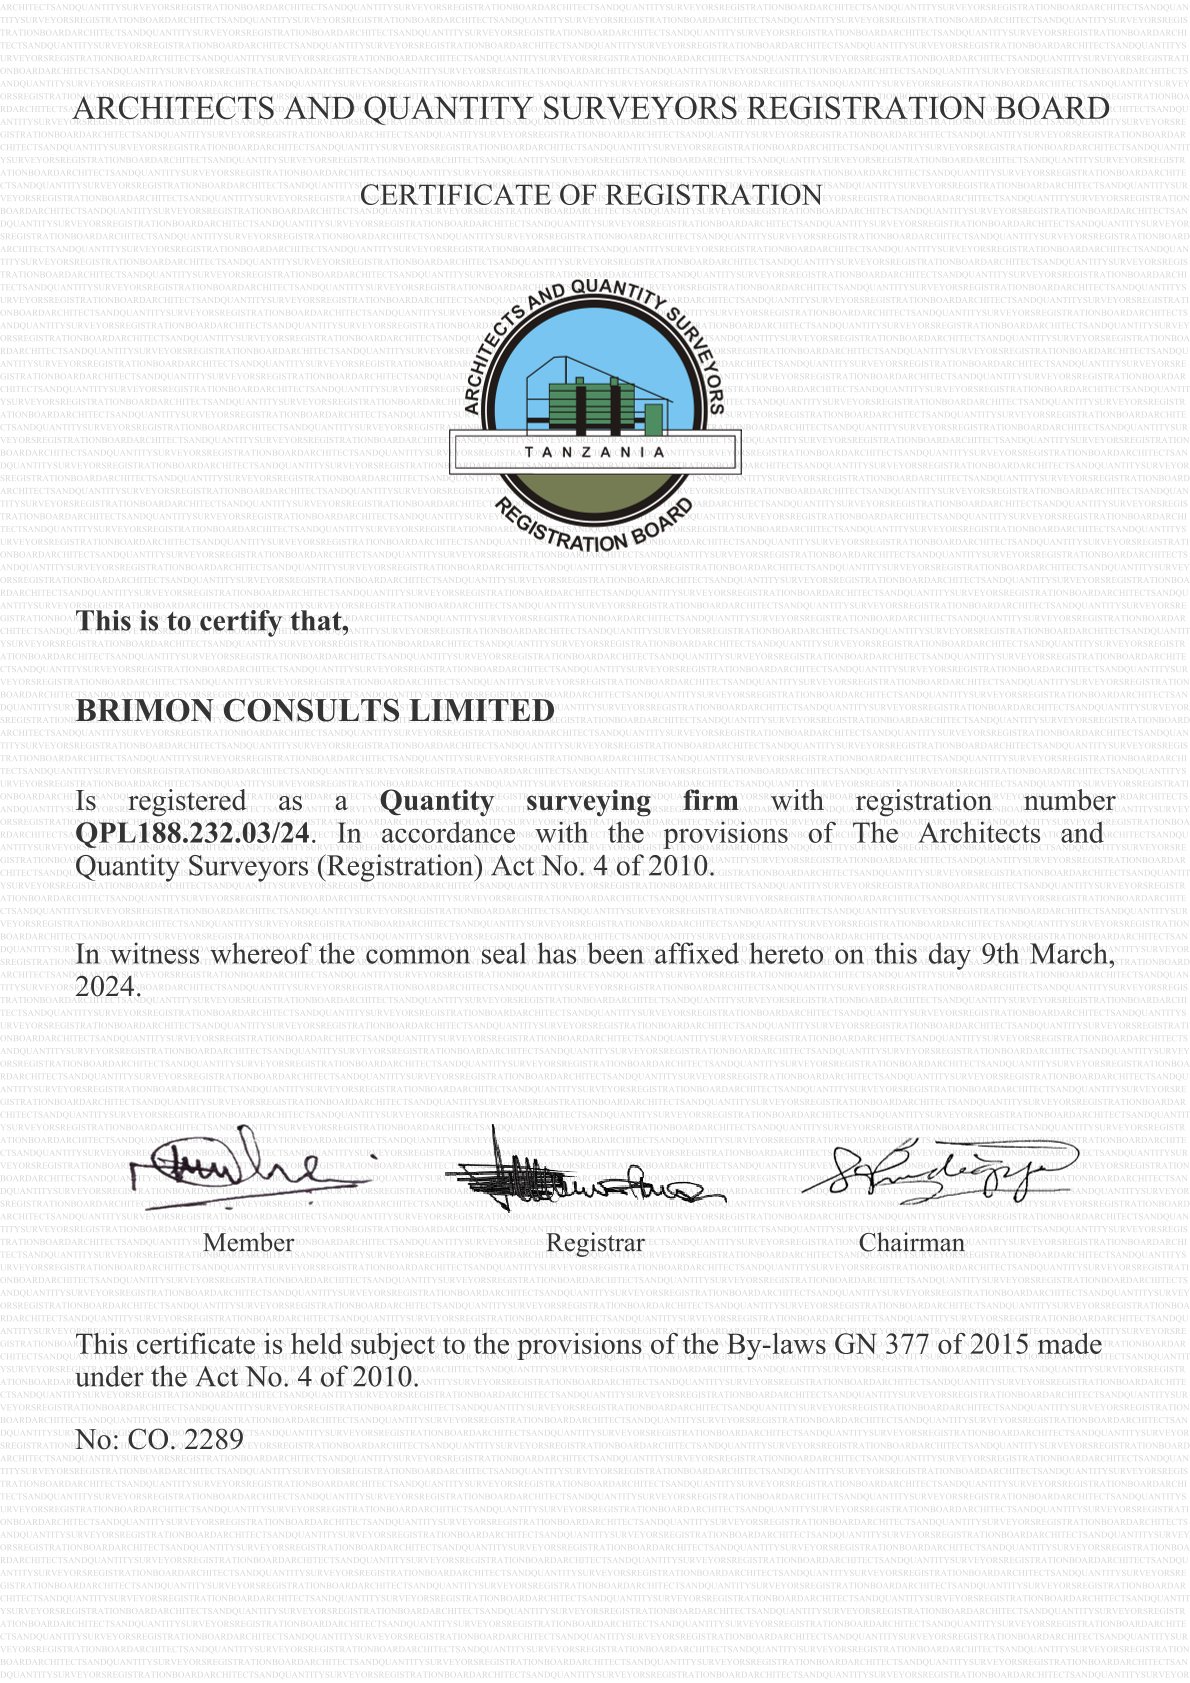 ARCHITECTS AND QUANTITY SURVEYORS REGISTRATION BOARD
CERTIFICATE OF REGISTRATION
ARCHITECTS AND QUANTITY SURVEYORS
TANZANIA
REGISTRATION BOARD
This is to certify that,
BRIMON CONSULTS LIMITED
Is registered as a Quantity surveying firm with registration number
QPL188.232.03/24. In accordance with the provisions of The Architects and
Quantity Surveyors (Registration) Act No. 4 of 2010.
In witness whereof the common seal has been affixed hereto on this day 9th March,
2024.
Member Registrar Chairman
This certificate is held subject to the provisions of the By-laws GN 377 of 2015 made
under the Act No. 4 of 2010.
No: CO. 2289